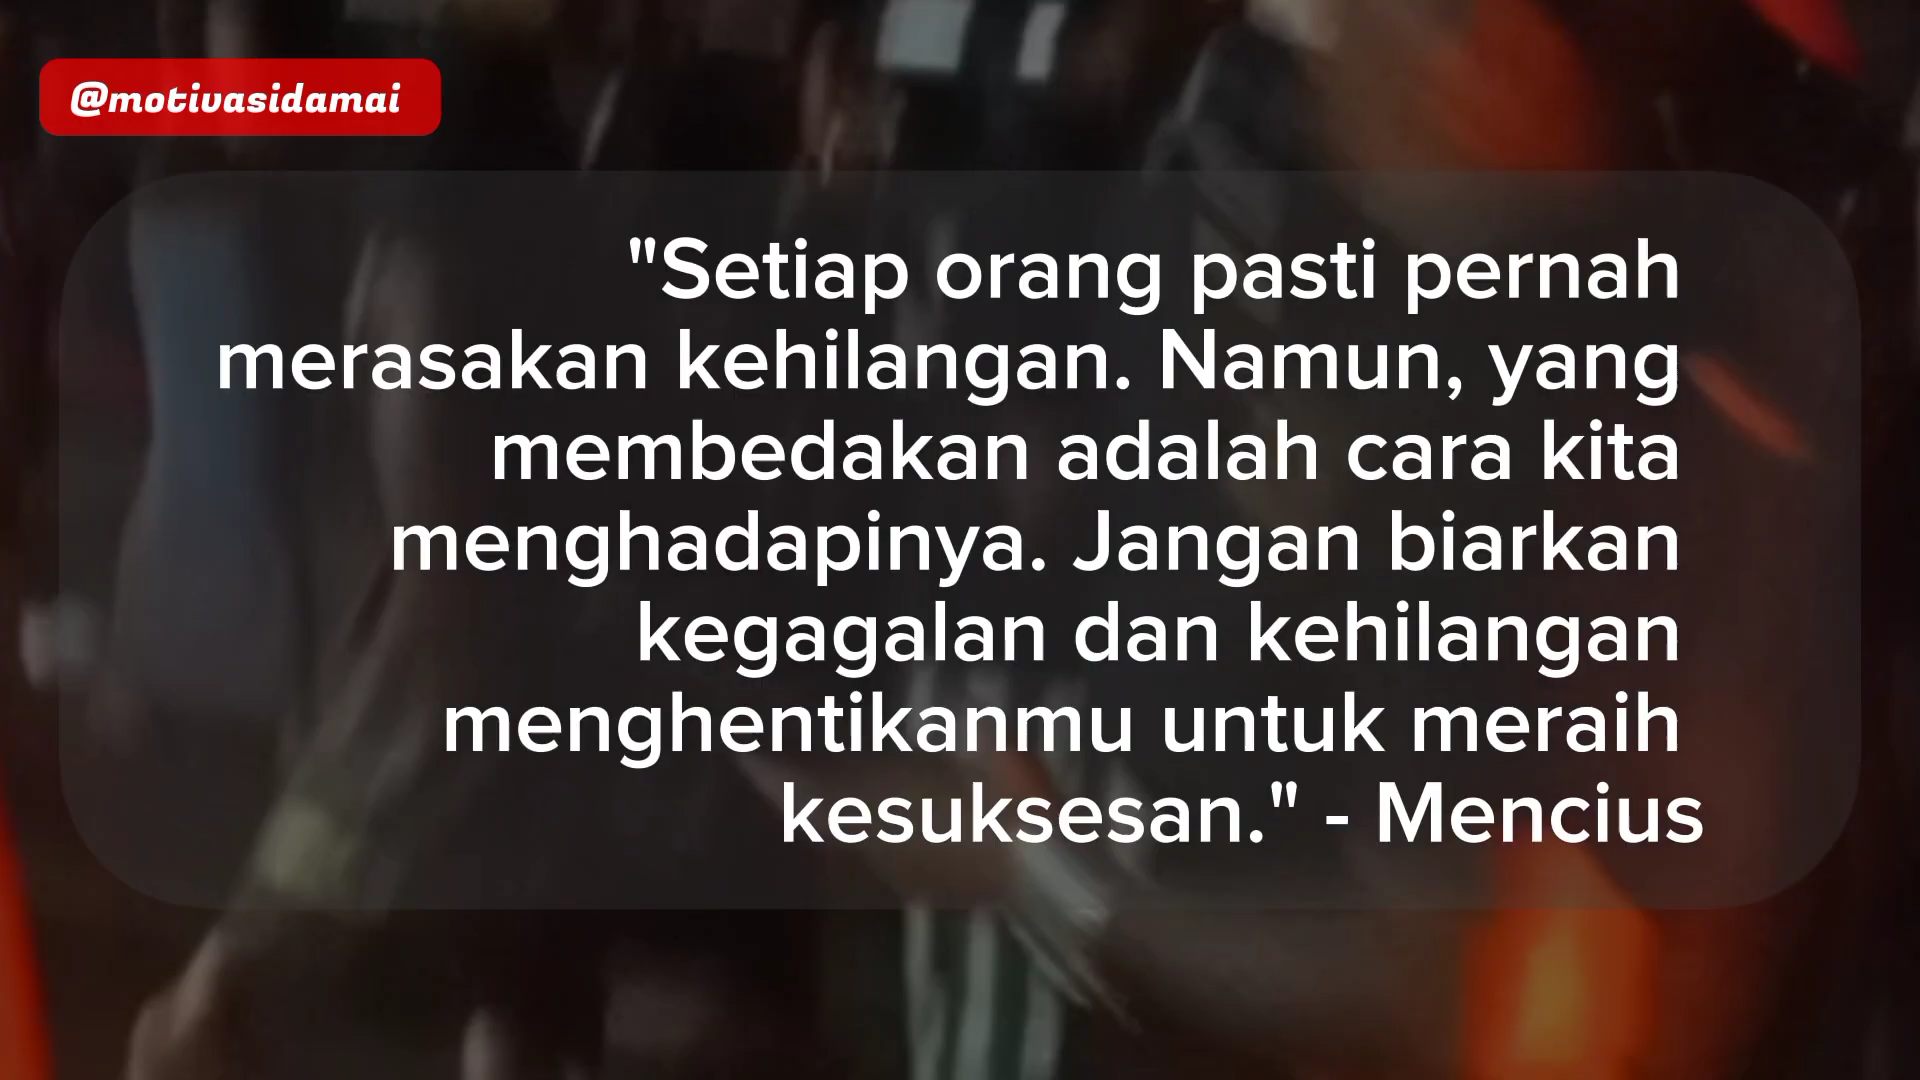 @motivasidamai
"Setiap orang pasti pernah
merasakan kehilangan. Namun, yang
membedakan adalah cara kita
menghadapinya. Jangan biarkan
kegagalan dan kehilangan
menghentikanmu untuk meraih
kesuksesan." - Mencius